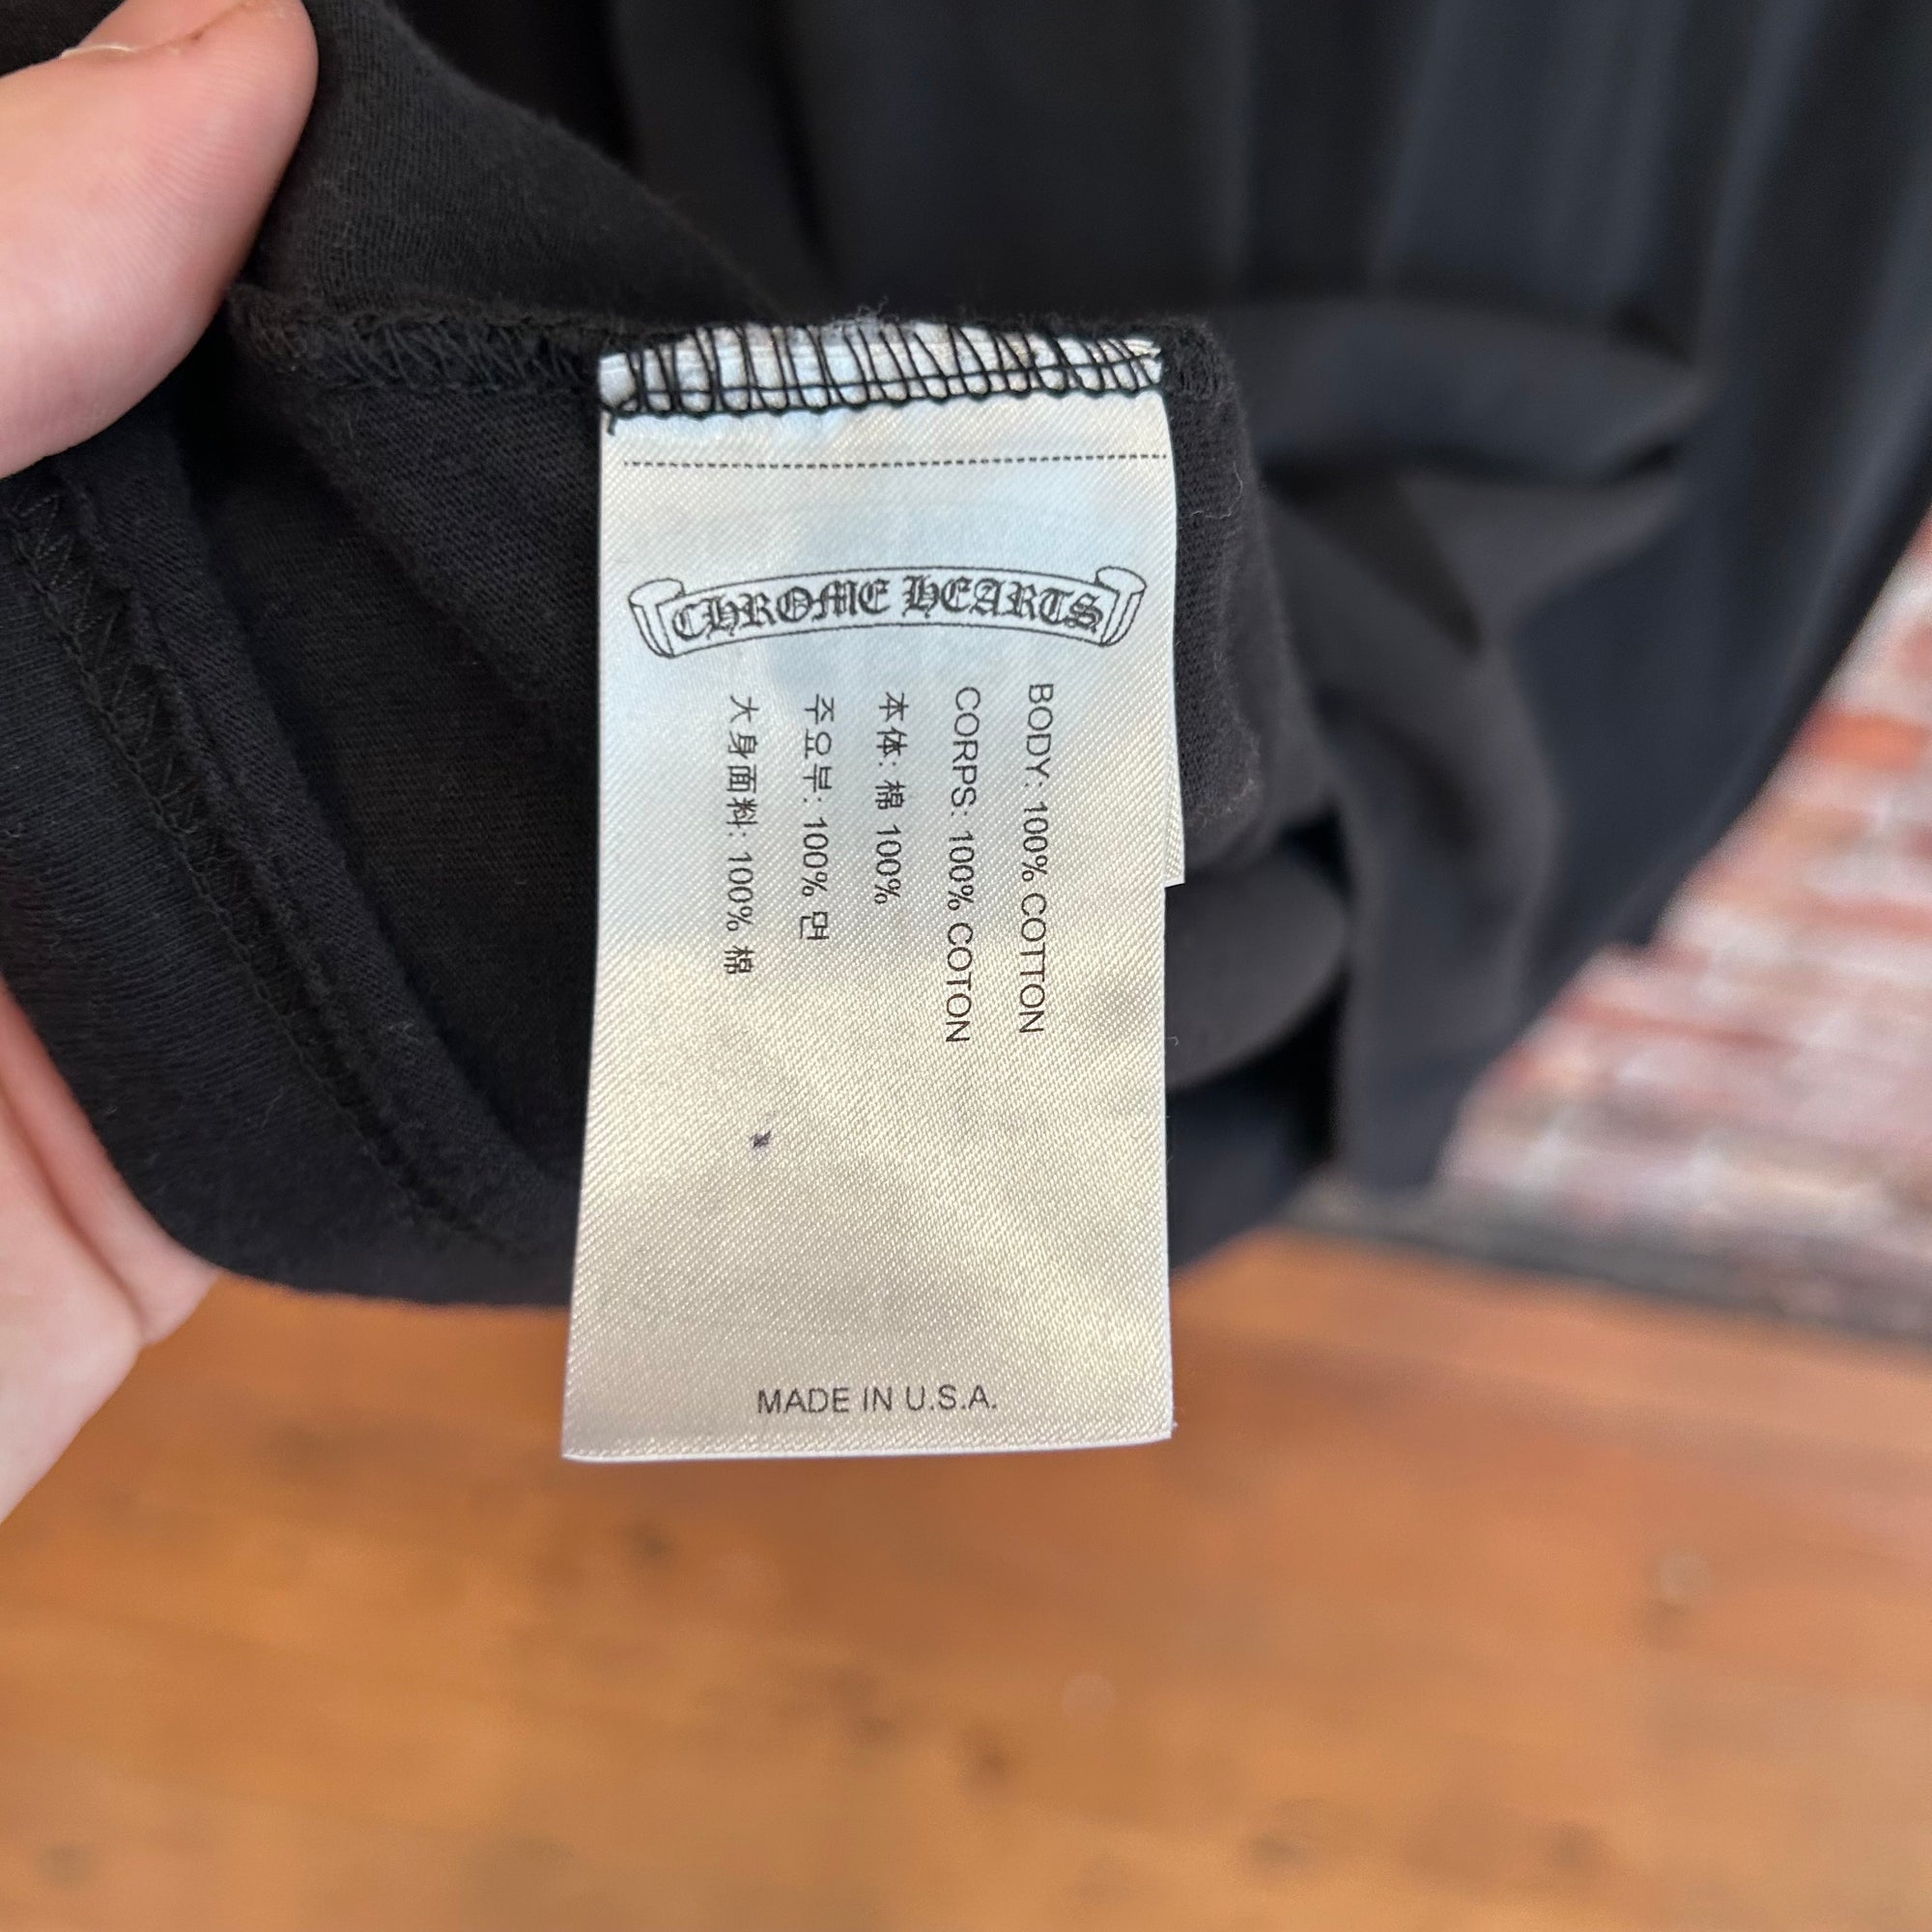 CHROME HEARTS
BODY: 100% COTTON
CORPS: 100% COTON
本体: 棉 100%
주요부: 100% 면
大身面料: 100% 棉
MADE IN U.S.A.